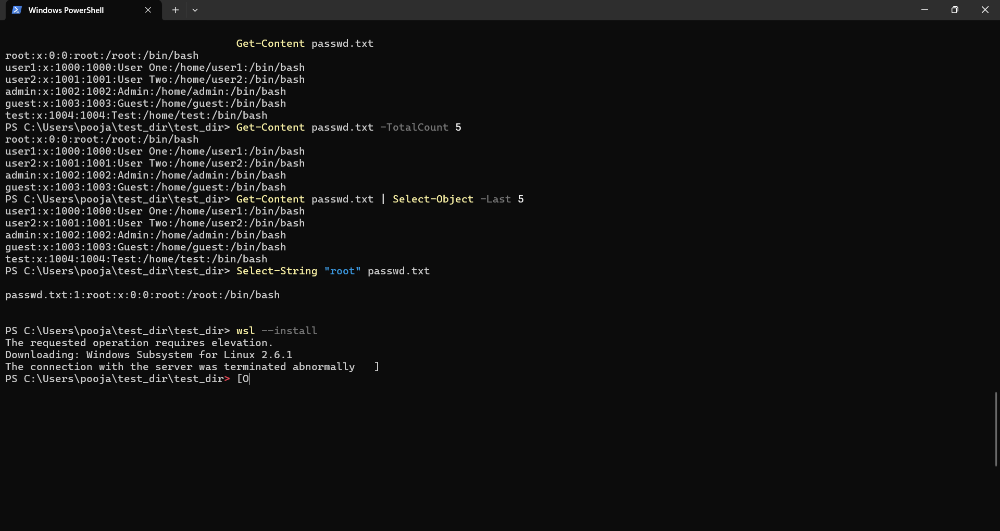 Windows PowerShell
Get-Content passwd.txt
root:x:0:0:root:/root:/bin/bash
user1:x:1000:1000:User One:/home/user1:/bin/bash
user2:x:1001:1001:User Two:/home/user2:/bin/bash
admin:x:1002:1002:Admin:/home/admin:/bin/bash
guest:x:1003:1003:Guest:/home/guest:/bin/bash
test:x:1004:1004:Test:/home/test:/bin/bash
PS C:\Users\pooja\test_dir\test_dir> Get-Content passwd.txt -TotalCount 5
root:x:0:0:root:/root:/bin/bash
user1:x:1000:1000:User One:/home/user1:/bin/bash
user2:x:1001:1001:User Two:/home/user2:/bin/bash
admin:x:1002:1002:Admin:/home/admin:/bin/bash
guest:x:1003:1003:Guest:/home/guest:/bin/bash
PS C:\Users\pooja\test_dir\test_dir> Get-Content passwd.txt | Select-Object -Last 5
user1:x:1000:1000:User One:/home/user1:/bin/bash
user2:x:1001:1001:User Two:/home/user2:/bin/bash
admin:x:1002:1002:Admin:/home/admin:/bin/bash
guest:x:1003:1003:Guest:/home/guest:/bin/bash
test:x:1004:1004:Test:/home/test:/bin/bash
PS C:\Users\pooja\test_dir\test_dir> Select-String "root" passwd.txt
passwd.txt:1:root:x:0:0:root:/root:/bin/bash
PS C:\Users\pooja\test_dir\test_dir> wsl --install
The requested operation requires elevation.
Downloading: Windows Subsystem for Linux 2.6.1
The connection with the server was terminated abnormally   ]
PS C:\Users\pooja\test_dir\test_dir> [O